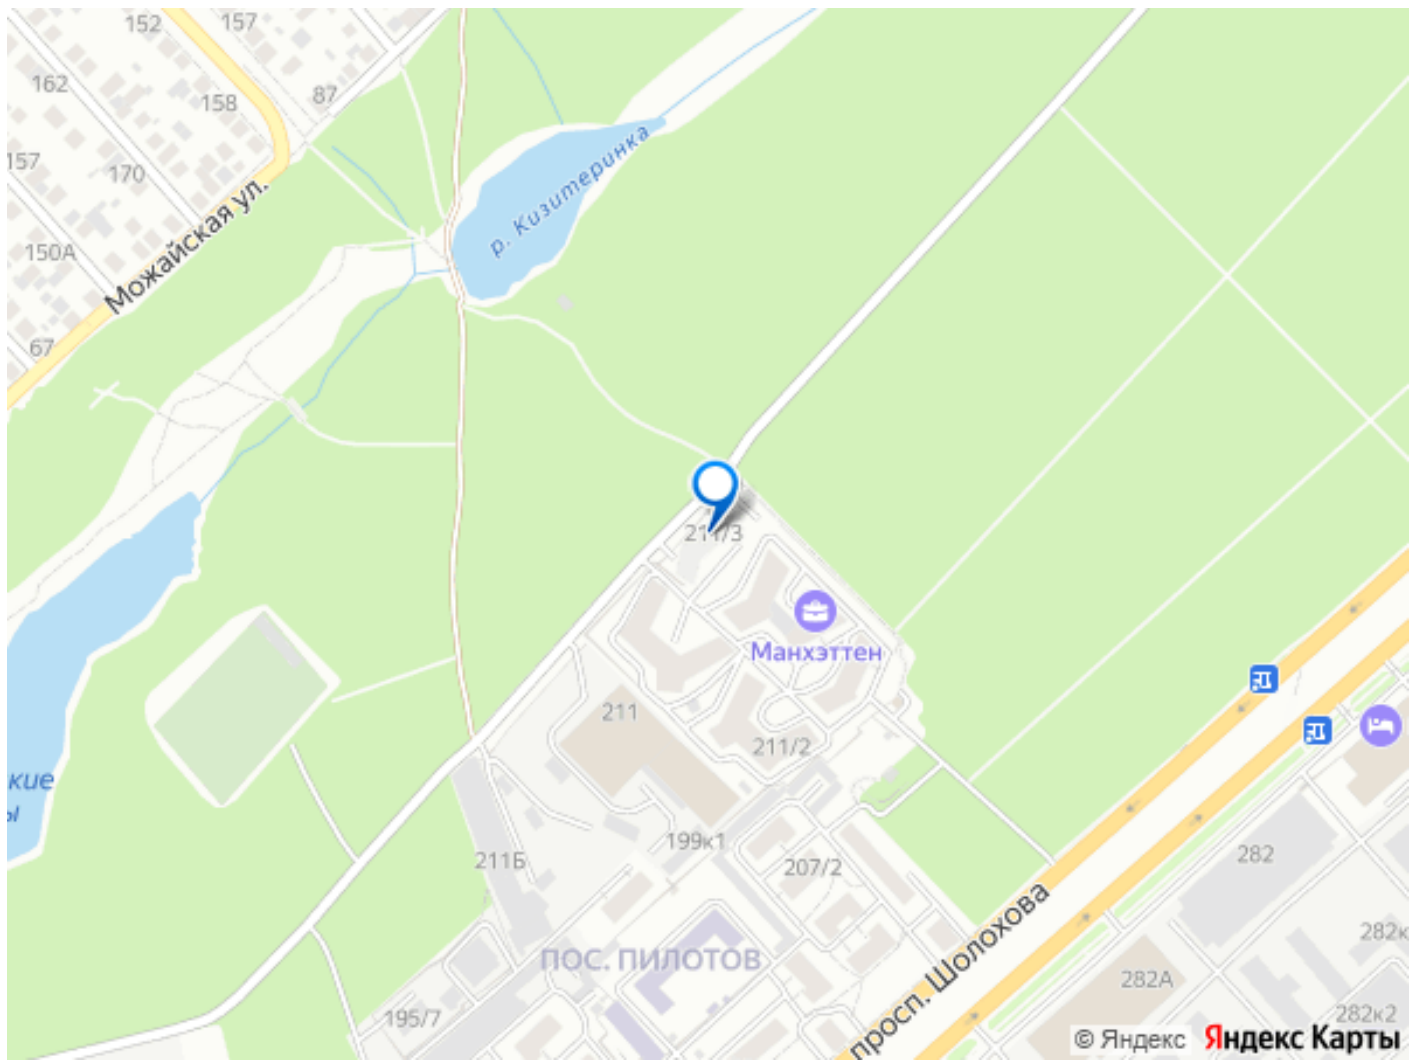 152
157
162
158
87
157
170
р. Кизитеринка
150А
Можайская ул.
67
211/3
Манхэттен
211
211/2
кие
ы
199к1
211Б
207/2
282
просп. Шолохова
ПОС. ПИЛОТОВ
282к
282А
195/7
282к2
© Яндекс
Яндекс Карты